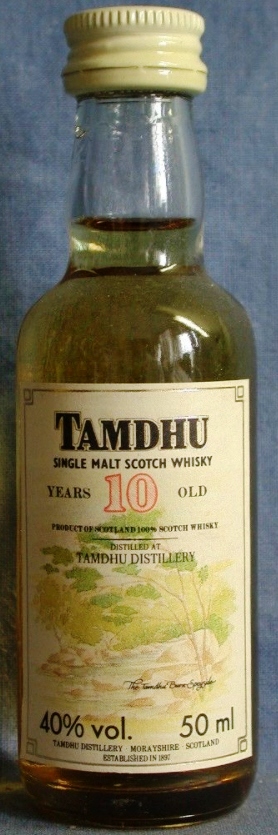 TAMDHU
SINGLE MALT SCOTCH WHISKY
YEARS 10 OLD
PRODUCT OF SCOTLAND 100% SCOTCH WHISKY
DISTILLED AT
TAMDHU DISTILLERY
The Tamdhu Burn Speyside
40% vol. 50 ml
TAMDHU DISTILLERY · MORAYSHIRE · SCOTLAND
ESTABLISHED IN 1897